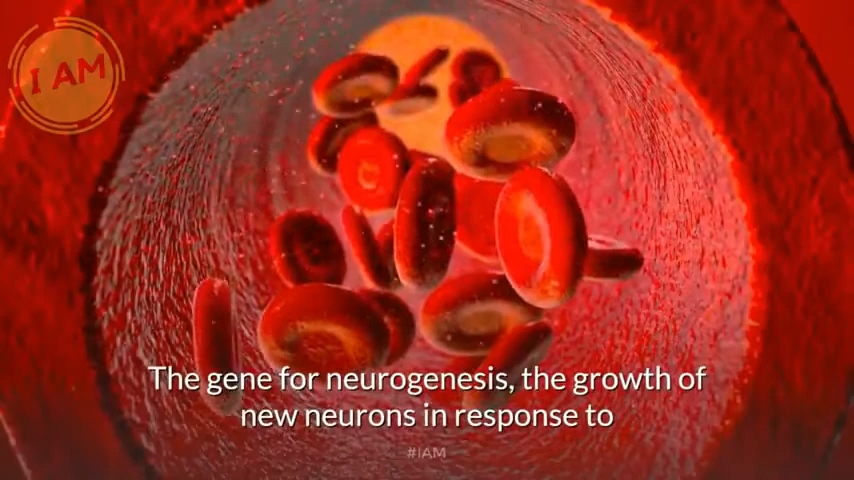 I AM
The gene for neurogenesis, the growth of
new neurons in response to
#IAM